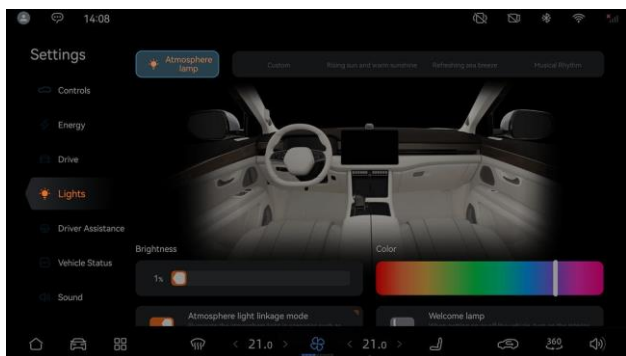 14:08
Settings
Atmosphere
lamp
Custom
Rising sun and warm sunshine
Refreshing sea breeze
Musical Rhythm
Controls
Energy
Drive
Lights
Driver Assistance
Vehicle Status
Sound
Brightness
Color
1%
Atmosphere light linkage mode
Welcome lamp
21.0
21.0
360